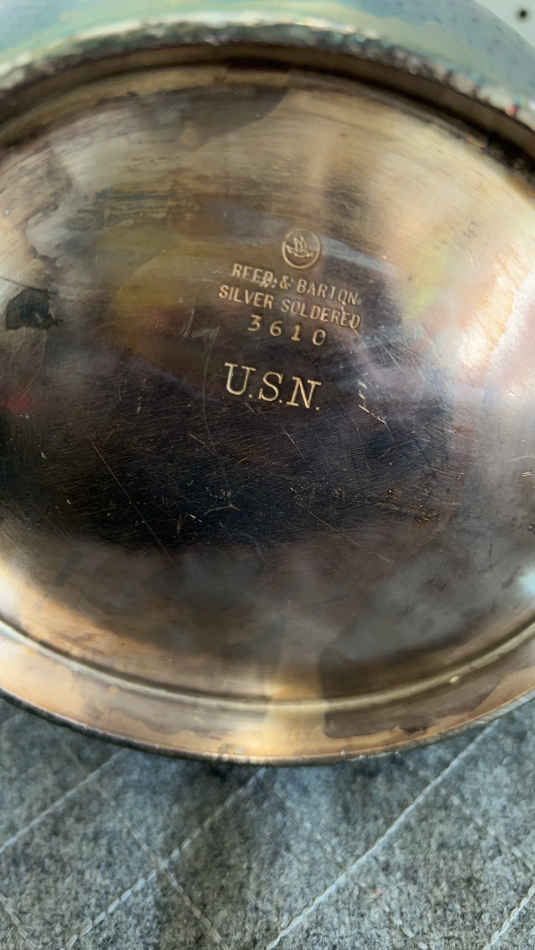 REED & BARTON
SILVER SOLDERED
3610
U.S.N.